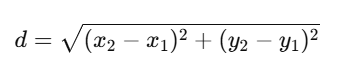 d = √(x₂ − x₁)² + (y₂ − y₁)²